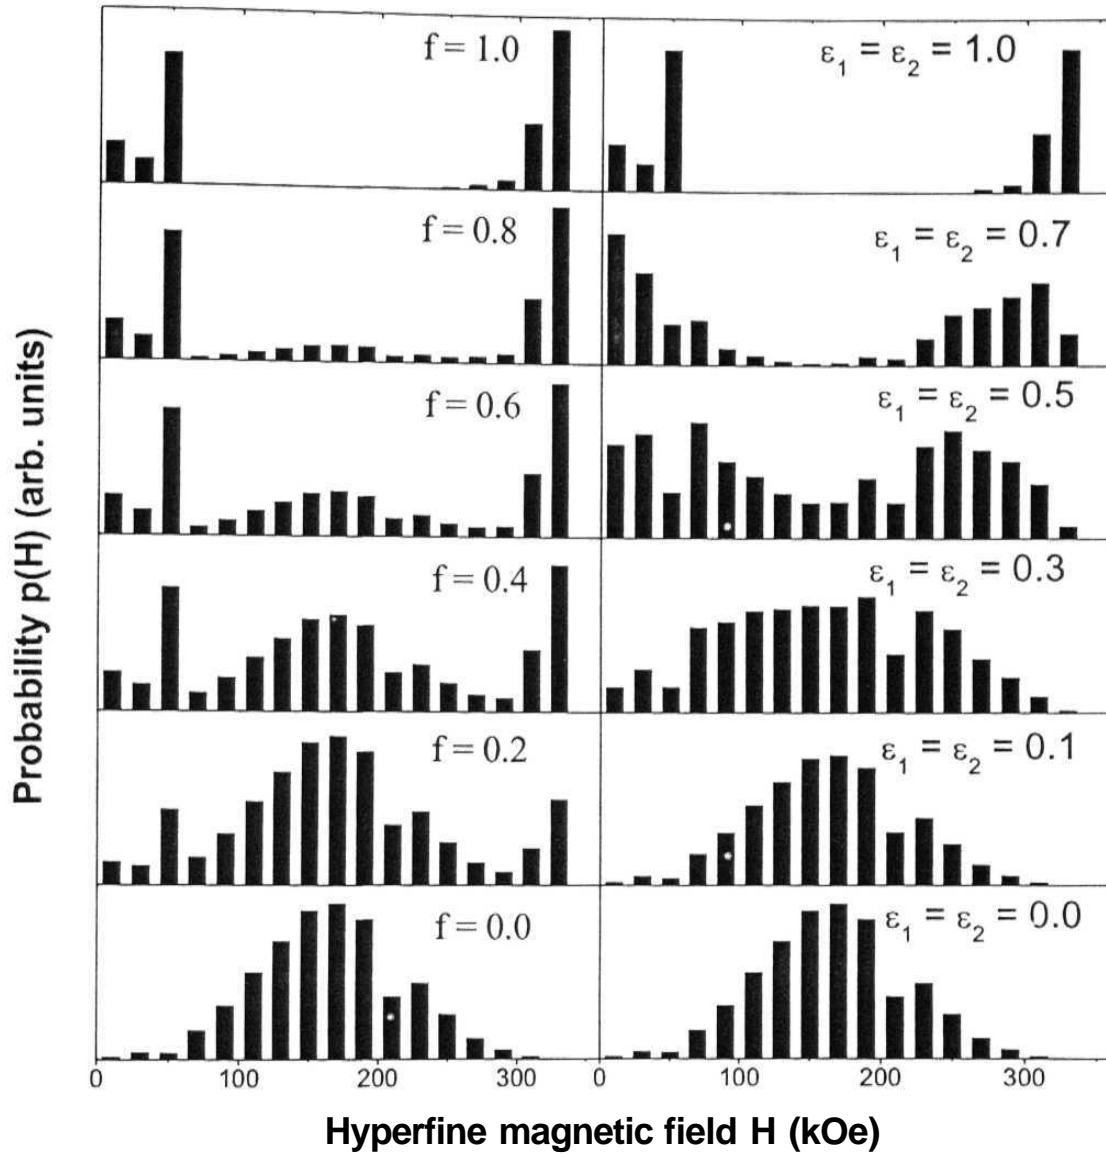 f = 1.0
ε1 = ε2 = 1.0
f = 0.8
ε1 = ε2 = 0.7
f = 0.6
ε1 = ε2 = 0.5
f = 0.4
ε1 = ε2 = 0.3
f = 0.2
ε1 = ε2 = 0.1
f = 0.0
ε1 = ε2 = 0.0
Probability p(H) (arb. units)
0 100 200 300 0 100 200 300
Hyperfine magnetic field H (kOe)